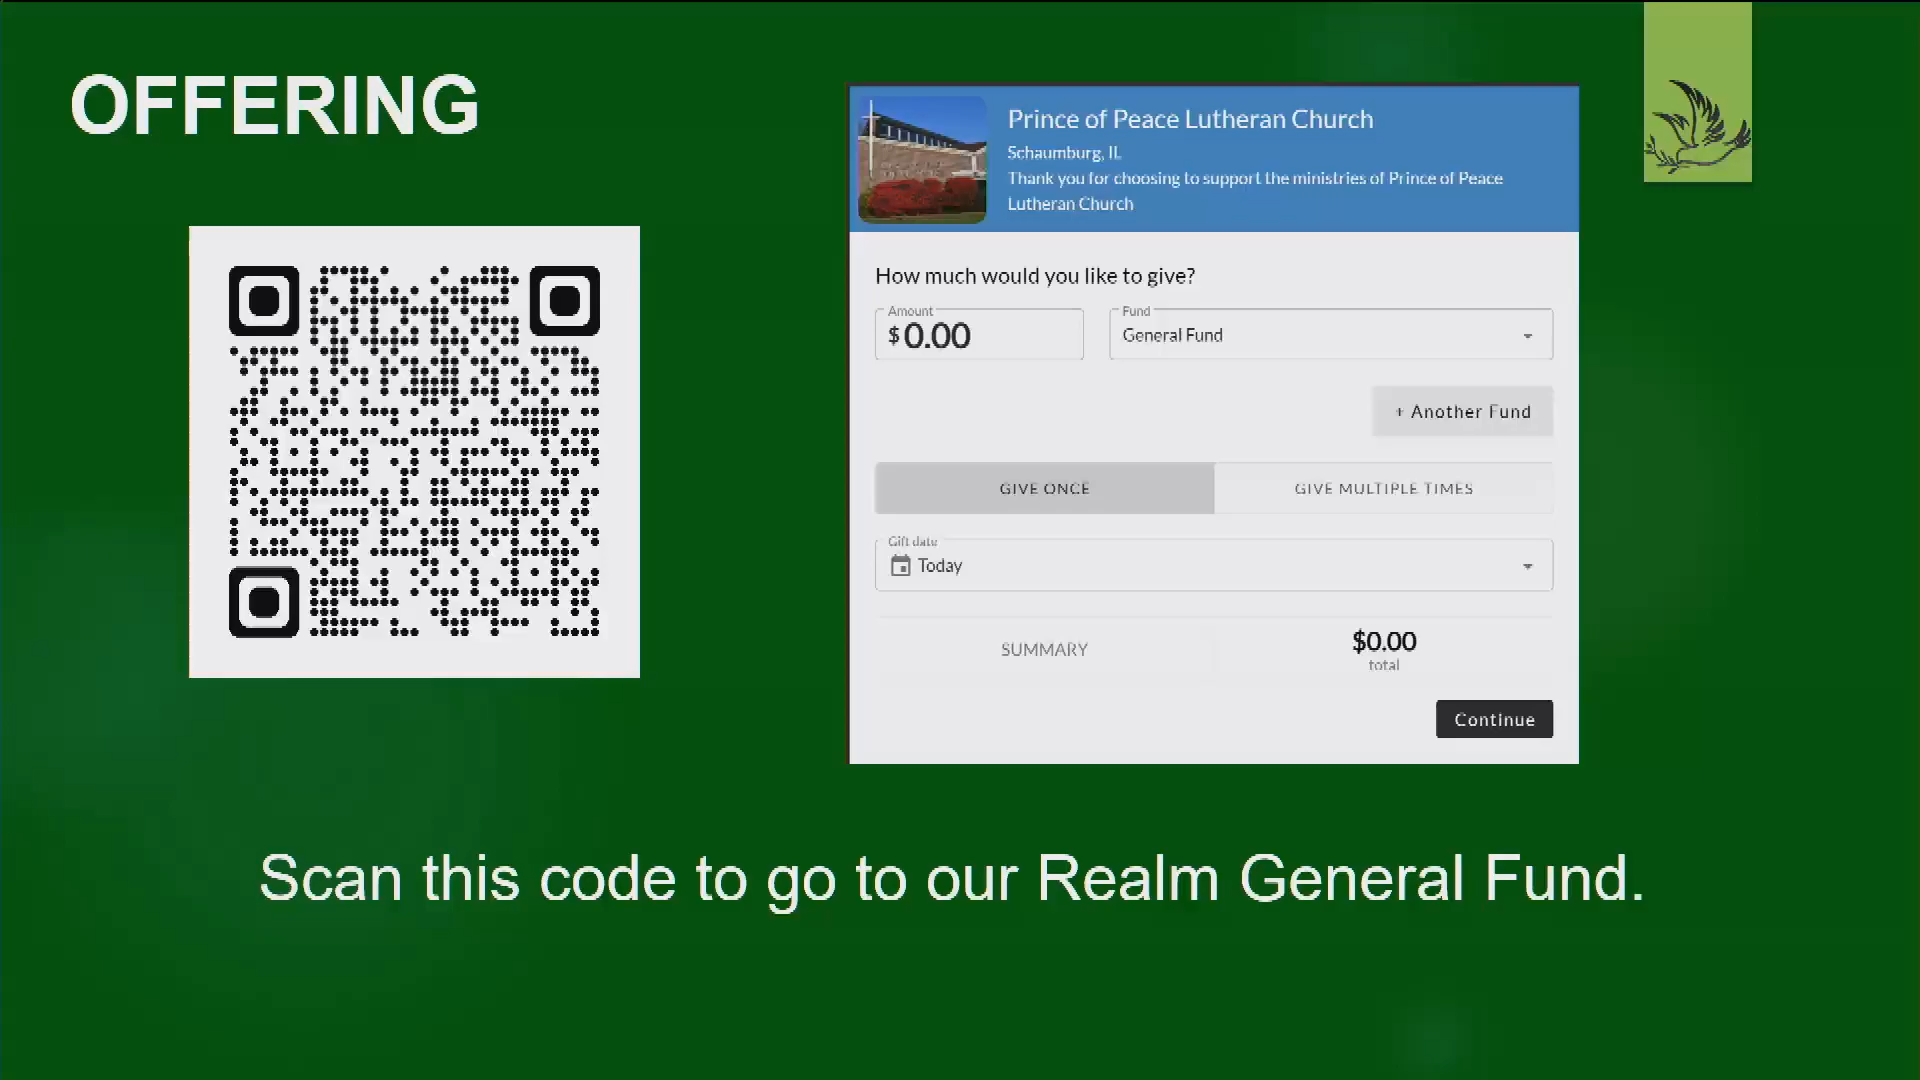 OFFERING
Prince of Peace Lutheran Church
Schaumburg, IL
Thank you for choosing to support the ministries of Prince of Peace
Lutheran Church
How much would you like to give?
Amount
$0.00
Fund
General Fund
+ Another Fund
GIVE ONCE
GIVE MULTIPLE TIMES
Gift date
Today
SUMMARY
$0.00
total
Continue
Scan this code to go to our Realm General Fund.